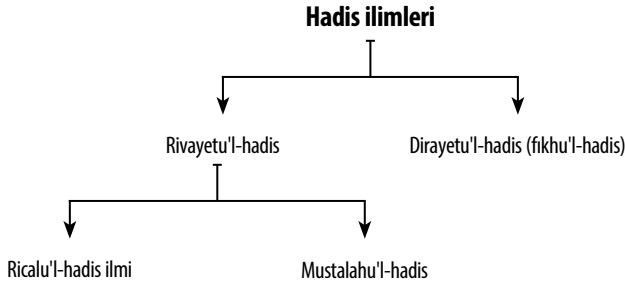 Hadis ilimleri
Rivayetu'l-hadis
Dirayetu'l-hadis (fıkhu'l-hadis)
Ricalu'l-hadis ilmi
Mustalahu'l-hadis